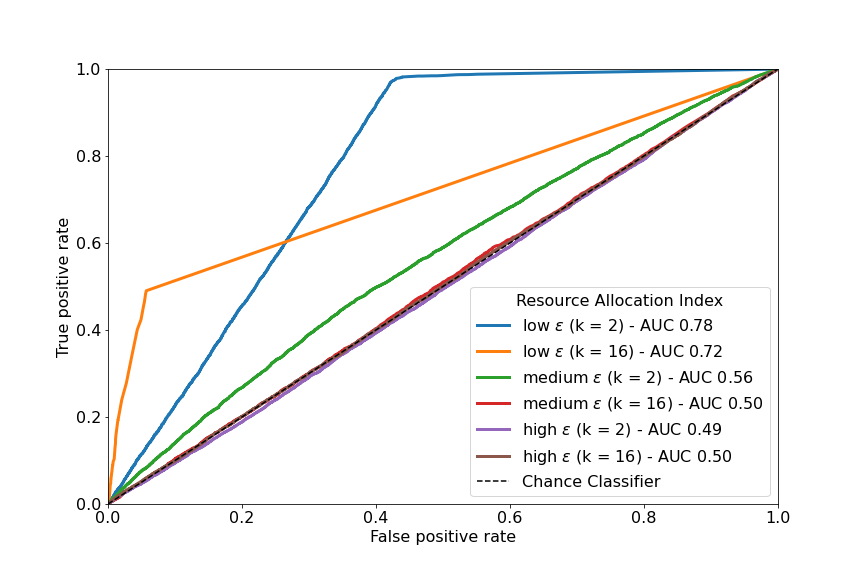 1.0
0.8
0.6
0.4
0.2
0.0
True positive rate
Resource Allocation Index
low ε (k = 2) - AUC 0.78
low ε (k = 16) - AUC 0.72
medium ε (k = 2) - AUC 0.56
medium ε (k = 16) - AUC 0.50
high ε (k = 2) - AUC 0.49
high ε (k = 16) - AUC 0.50
Chance Classifier
0.0 0.2 0.4 0.6 0.8 1.0
False positive rate